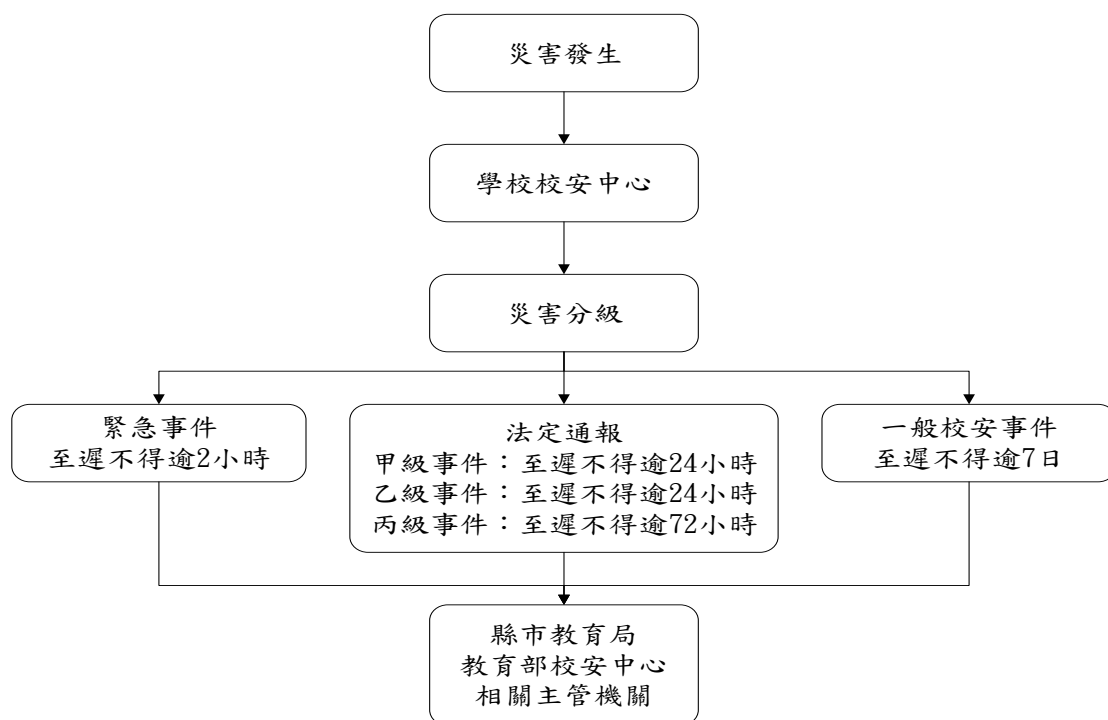 災害發生
學校校安中心
災害分級
緊急事件
至遲不得逾2小時
法定通報
甲級事件：至遲不得逾24小時
乙級事件：至遲不得逾24小時
丙級事件：至遲不得逾72小時
一般校安事件
至遲不得逾7日
縣市教育局
教育部校安中心
相關主管機關